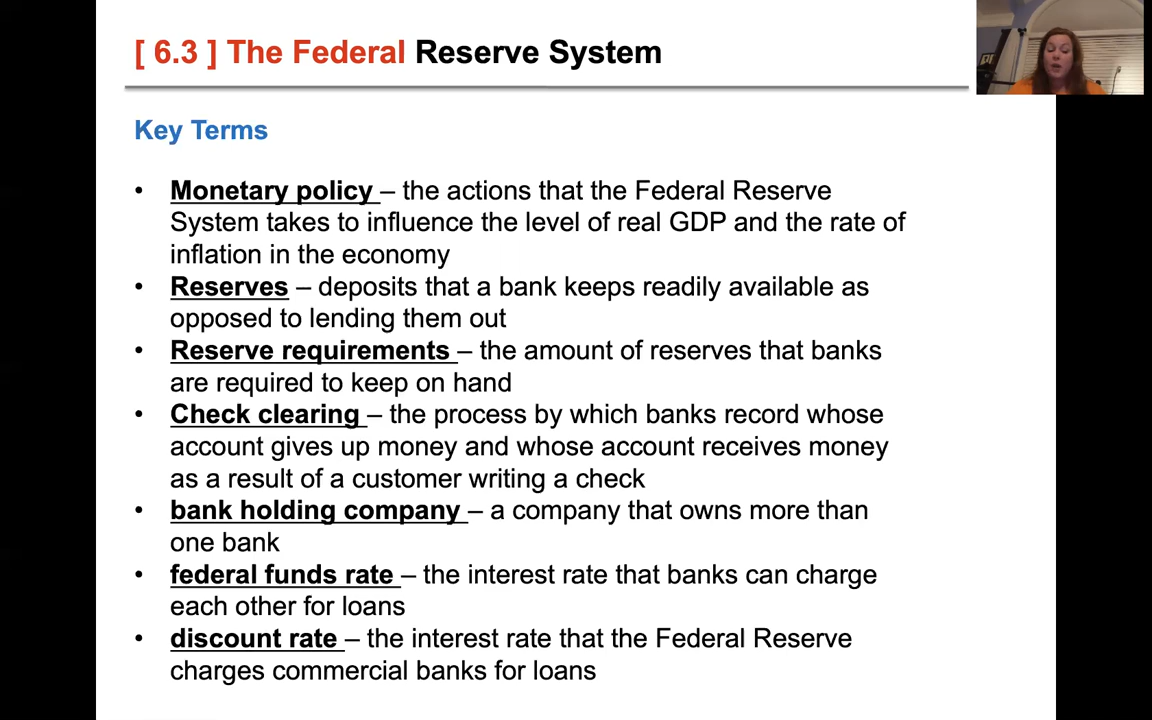 [ 6.3 ] The Federal Reserve System
Key Terms
• Monetary policy – the actions that the Federal Reserve
System takes to influence the level of real GDP and the rate of
inflation in the economy
• Reserves – deposits that a bank keeps readily available as
opposed to lending them out
• Reserve requirements – the amount of reserves that banks
are required to keep on hand
• Check clearing – the process by which banks record whose
account gives up money and whose account receives money
as a result of a customer writing a check
• bank holding company – a company that owns more than
one bank
• federal funds rate – the interest rate that banks can charge
each other for loans
• discount rate – the interest rate that the Federal Reserve
charges commercial banks for loans